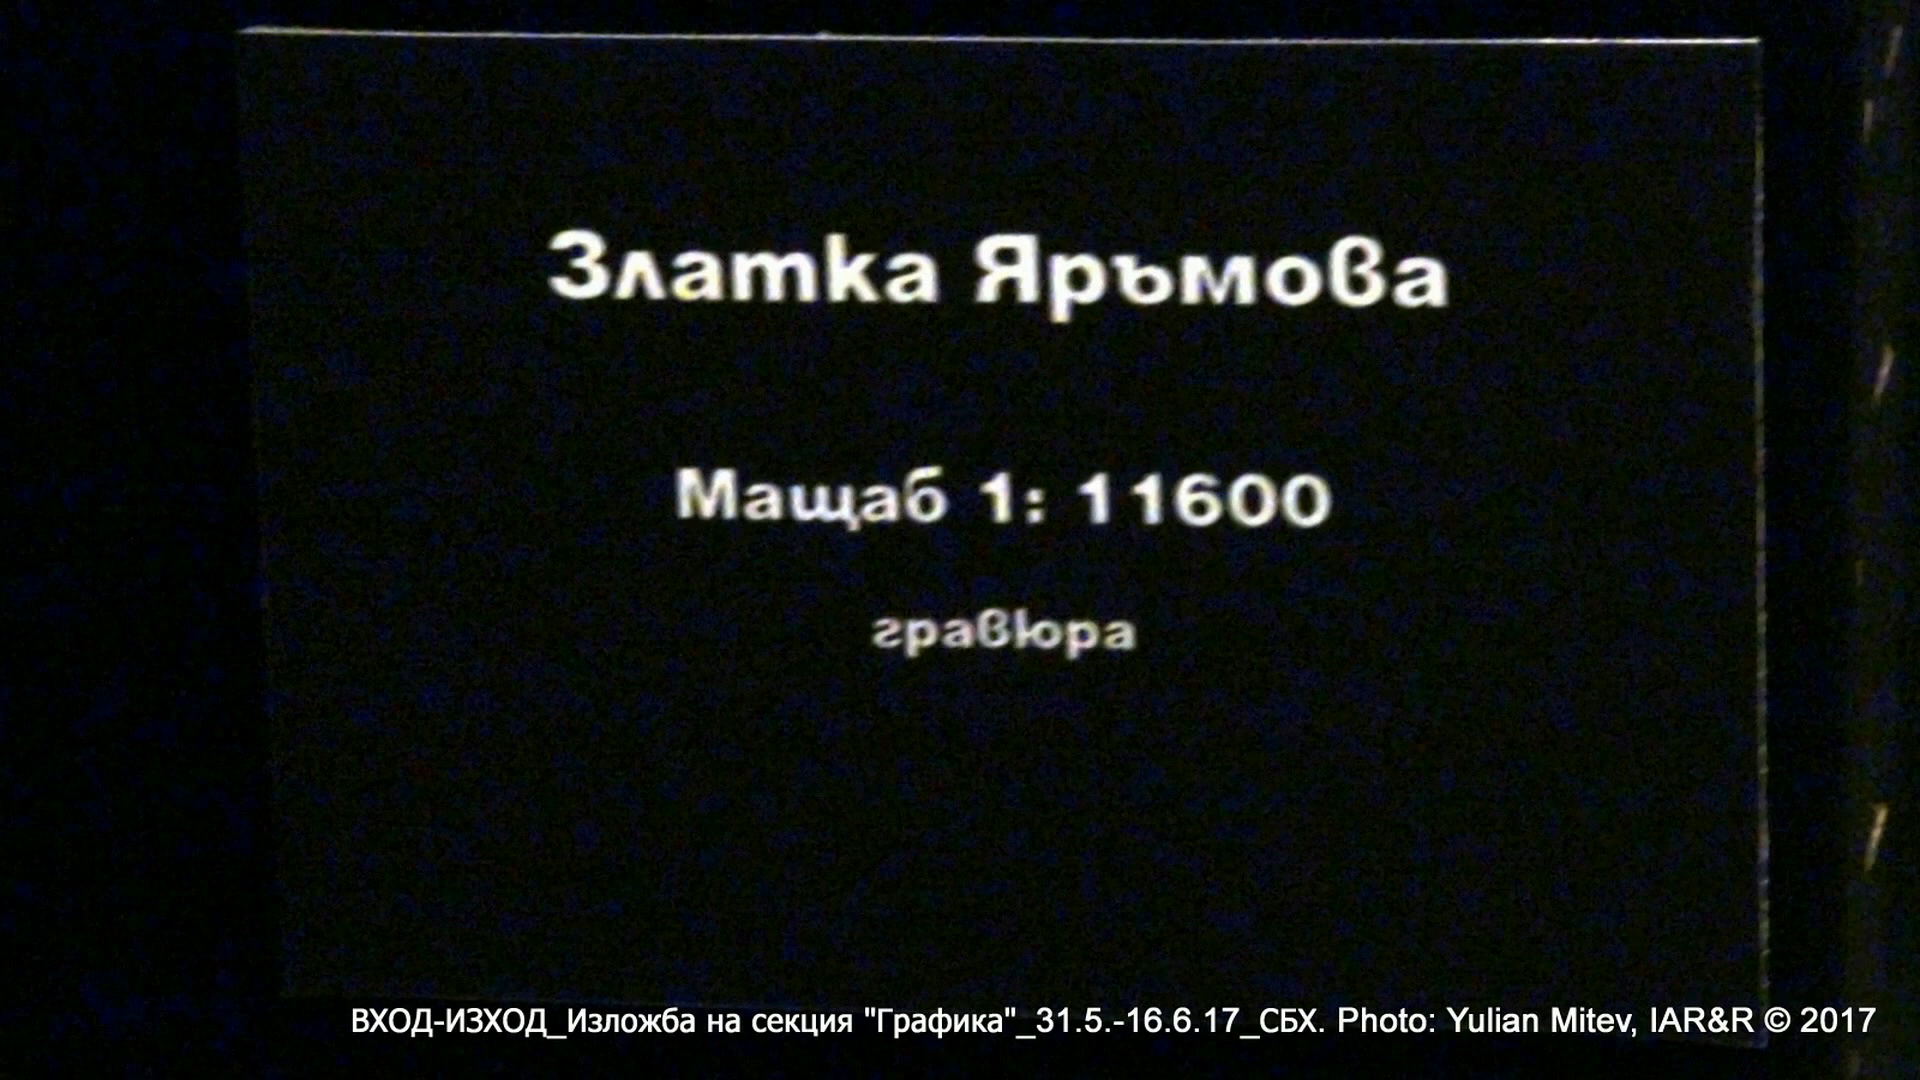 Златка Яръмова
Мащаб 1: 11600
гравюра
ВХОД-ИЗХОД_Изложба на секция "Графика"_31.5.-16.6.17_СБХ. Photo: Yulian Mitev, IAR&R © 2017